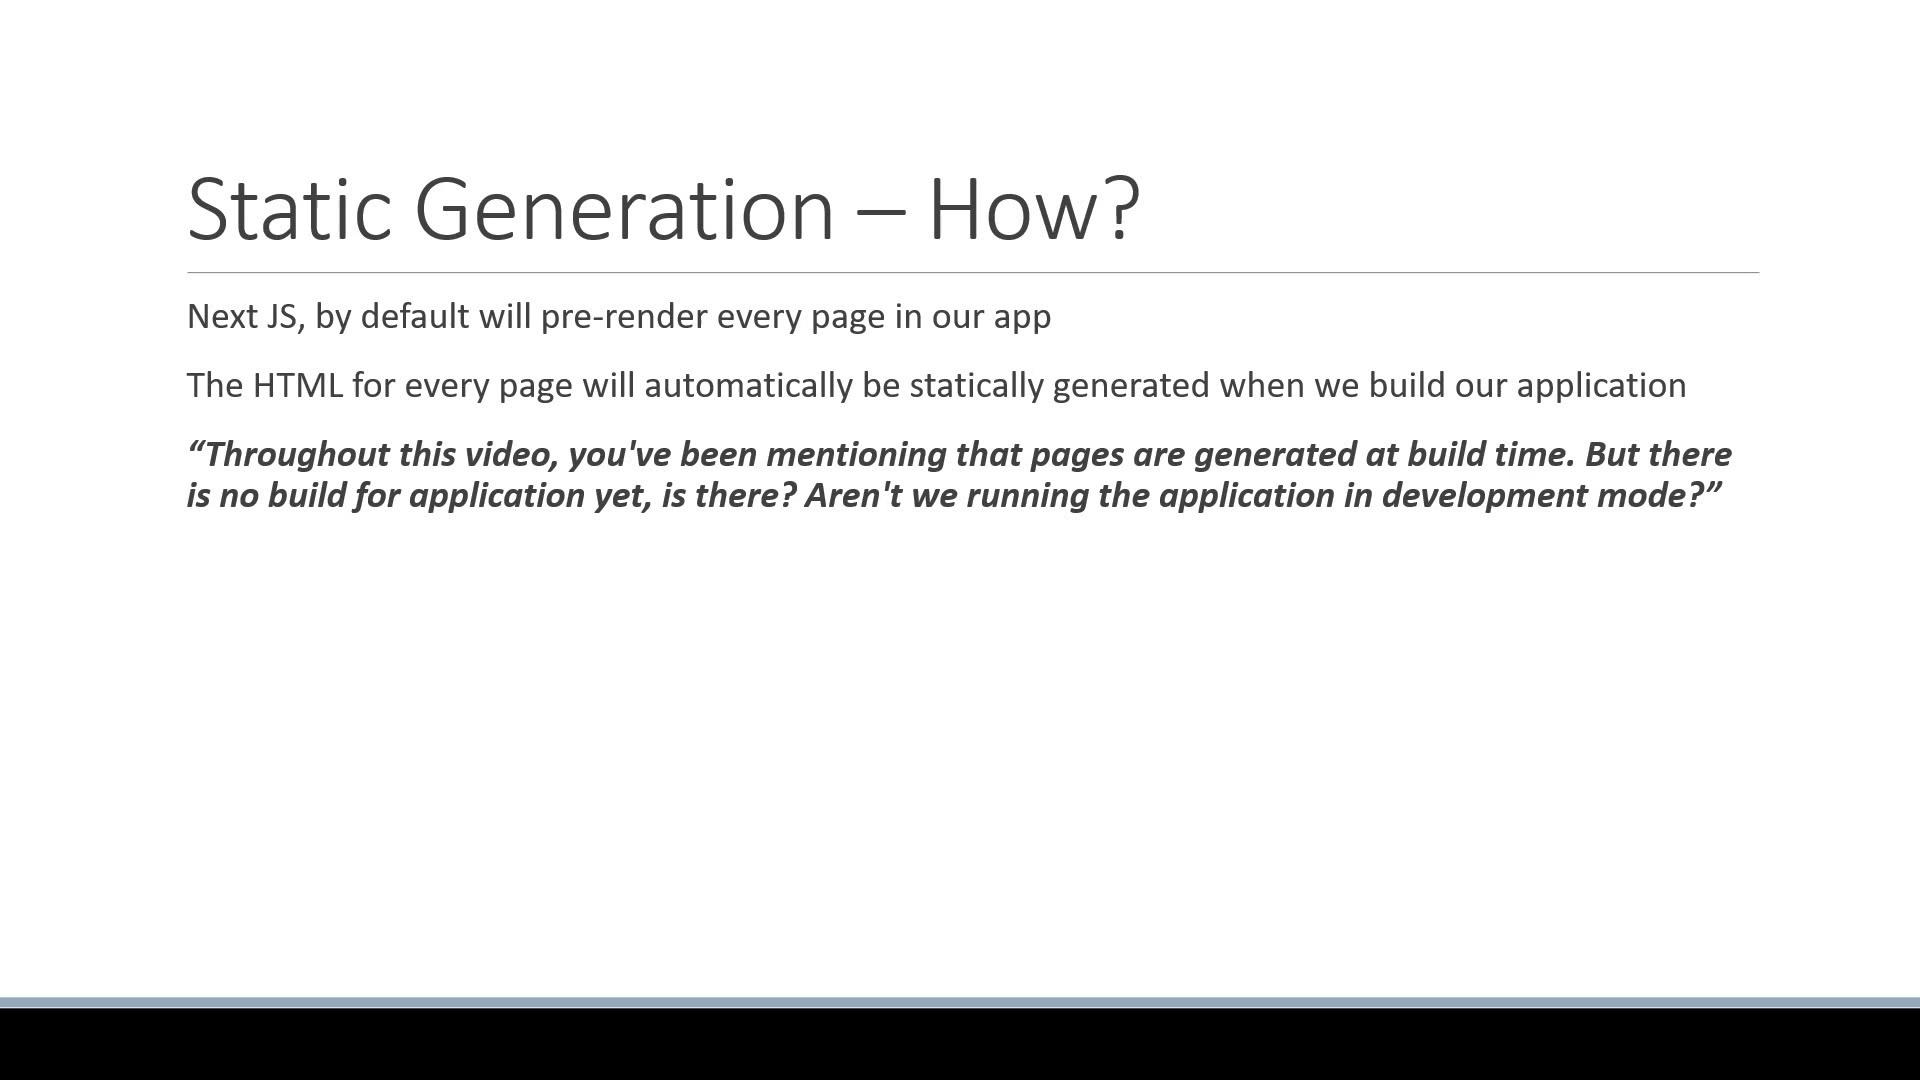 Static Generation – How?
Next JS, by default will pre-render every page in our app
The HTML for every page will automatically be statically generated when we build our application
“Throughout this video, you've been mentioning that pages are generated at build time. But there
is no build for application yet, is there? Aren't we running the application in development mode?”